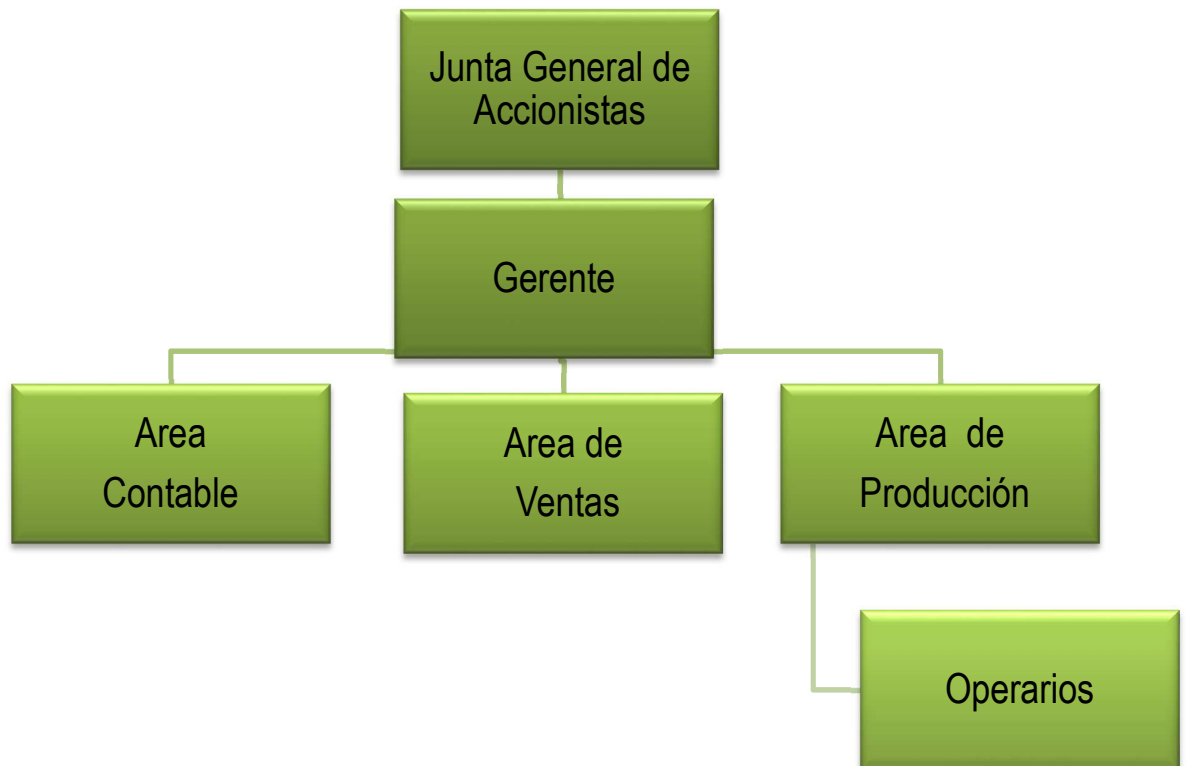 Junta General de
Accionistas
Gerente
Area
Contable
Area de
Ventas
Area de
Producción
Operarios